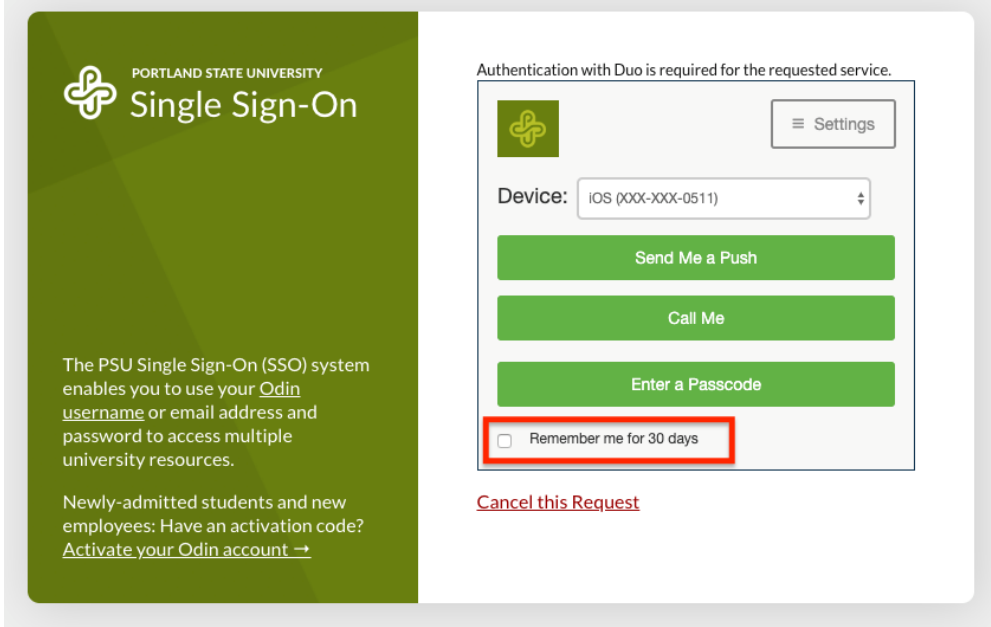 PORTLAND STATE UNIVERSITY
Single Sign-On
The PSU Single Sign-On (SSO) system
enables you to use your Odin
username or email address and
password to access multiple
university resources.
Newly-admitted students and new
employees: Have an activation code?
Activate your Odin account →
Authentication with Duo is required for the requested service.
≡ Settings
Device: iOS (XXX-XXX-0511)
Send Me a Push
Call Me
Enter a Passcode
Remember me for 30 days
Cancel this Request